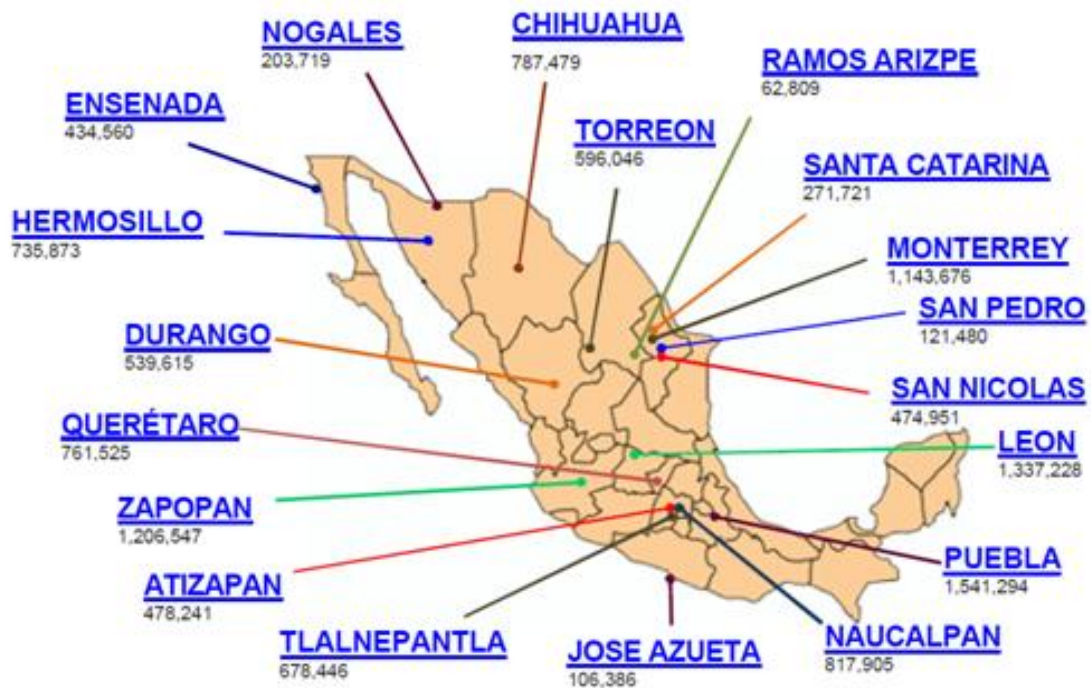 NOGALES
203,719
CHIHUAHUA
787,479
RAMOS ARIZPE
62,809
ENSENADA
434,560
TORREON
596,046
SANTA CATARINA
271,721
HERMOSILLO
735,873
MONTERREY
1,143,676
SAN PEDRO
121,480
DURANGO
539,615
SAN NICOLAS
474,951
QUERÉTARO
761,525
LEON
1,337,228
ZAPOPAN
1,206,547
PUEBLA
1,541,294
ATIZAPAN
478,241
TLALNEPANTLA
678,446
JOSE AZUETA
106,386
NAUCALPAN
817,905